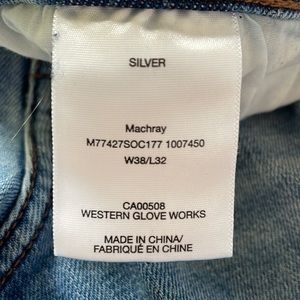 SILVER
Machray
M77427SOC177 1007450
W38/L32
CA00508
WESTERN GLOVE WORKS
MADE IN CHINA/
FABRIQUÉ EN CHINE